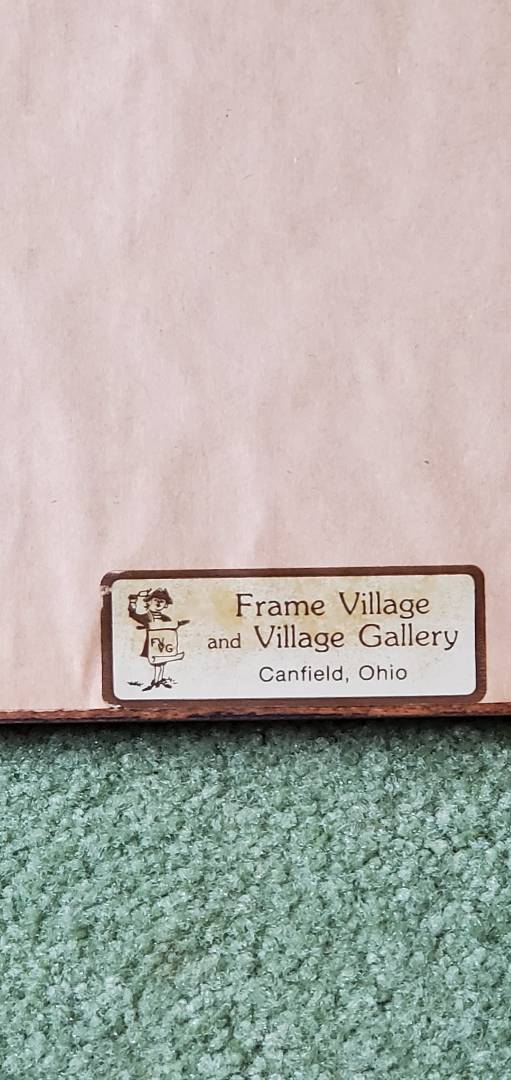 Frame Village
and Village Gallery
Canfield, Ohio
FVG